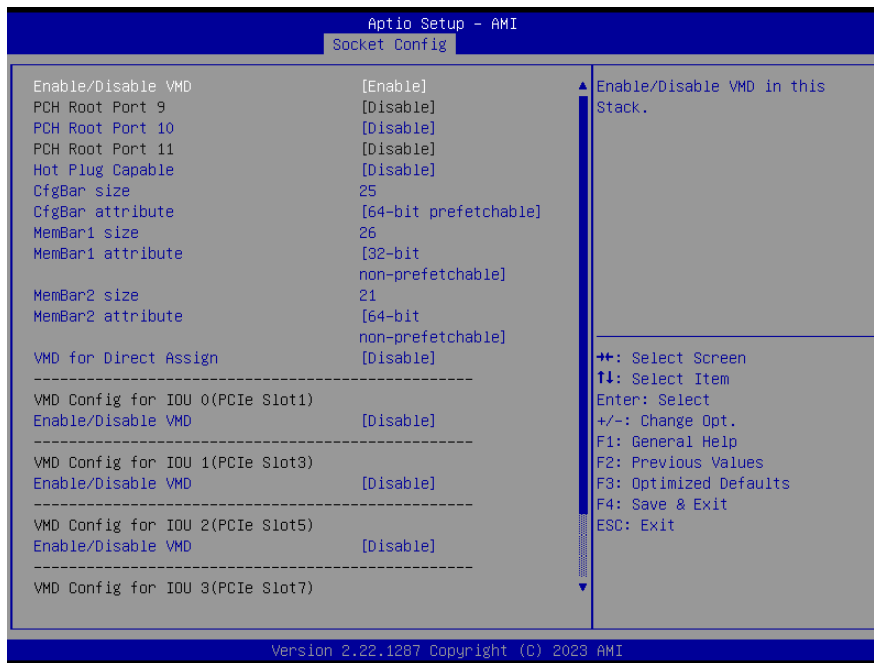 Aptio Setup – AMI
Socket Config
Enable/Disable VMD [Enable]
PCH Root Port 9 [Disable]
PCH Root Port 10 [Disable]
PCH Root Port 11 [Disable]
Hot Plug Capable [Disable]
CfgBar size 25
CfgBar attribute [64-bit prefetchable]
MemBar1 size 26
MemBar1 attribute [32-bit
non-prefetchable]
MemBar2 size 21
MemBar2 attribute [64-bit
non-prefetchable]
VMD for Direct Assign [Disable]
--------------------------------------------------
VMD Config for IOU 0(PCIe Slot1)
Enable/Disable VMD [Disable]
--------------------------------------------------
VMD Config for IOU 1(PCIe Slot3)
Enable/Disable VMD [Disable]
--------------------------------------------------
VMD Config for IOU 2(PCIe Slot5)
Enable/Disable VMD [Disable]
--------------------------------------------------
VMD Config for IOU 3(PCIe Slot7)
Enable/Disable VMD in this
Stack.
→←: Select Screen
↑↓: Select Item
Enter: Select
+/-: Change Opt.
F1: General Help
F2: Previous Values
F3: Optimized Defaults
F4: Save & Exit
ESC: Exit
Version 2.22.1287 Copyright (C) 2023 AMI